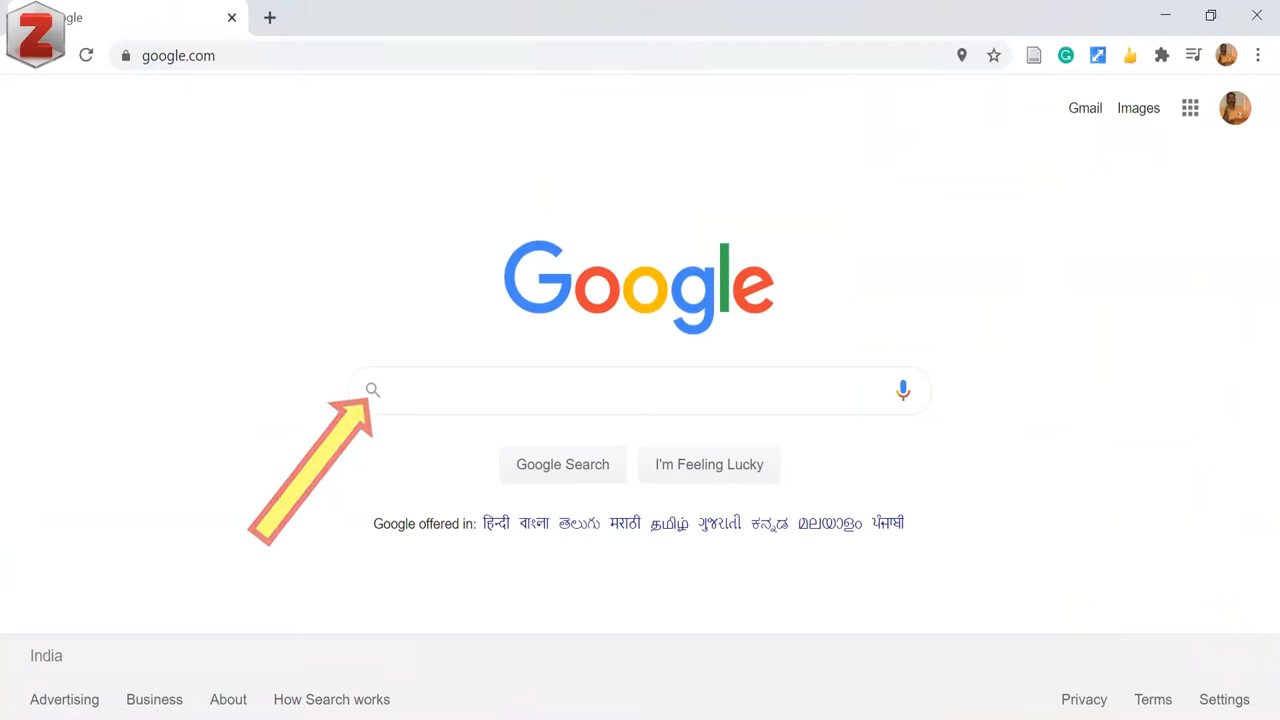 gle
Z
google.com
Gmail Images
Google
Google Search I'm Feeling Lucky
Google offered in: हिन्दी বাংলা తెలుగు मराठी தமிழ் ગુજરાતી ಕನ್ನಡ മലയാളം ਪੰਜਾਬੀ
India
Advertising Business About How Search works Privacy Terms Settings